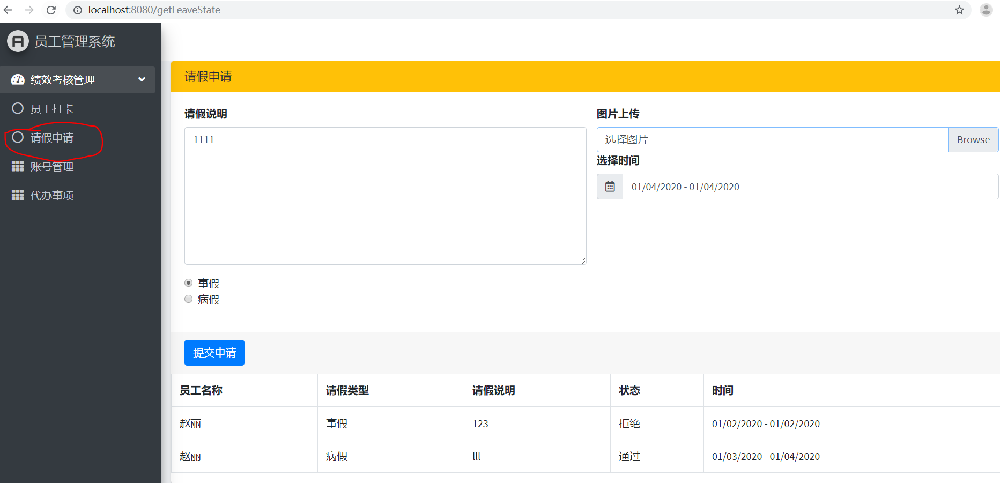 localhost:8080/getLeaveState
员工管理系统
绩效考核管理
员工打卡
请假申请
账号管理
代办事项
请假申请
请假说明
1111
图片上传
选择图片 Browse
选择时间
01/04/2020 - 01/04/2020
事假
病假
提交申请
员工名称 请假类型 请假说明 状态 时间
赵丽 事假 123 拒绝 01/02/2020 - 01/02/2020
赵丽 病假 lll 通过 01/03/2020 - 01/04/2020